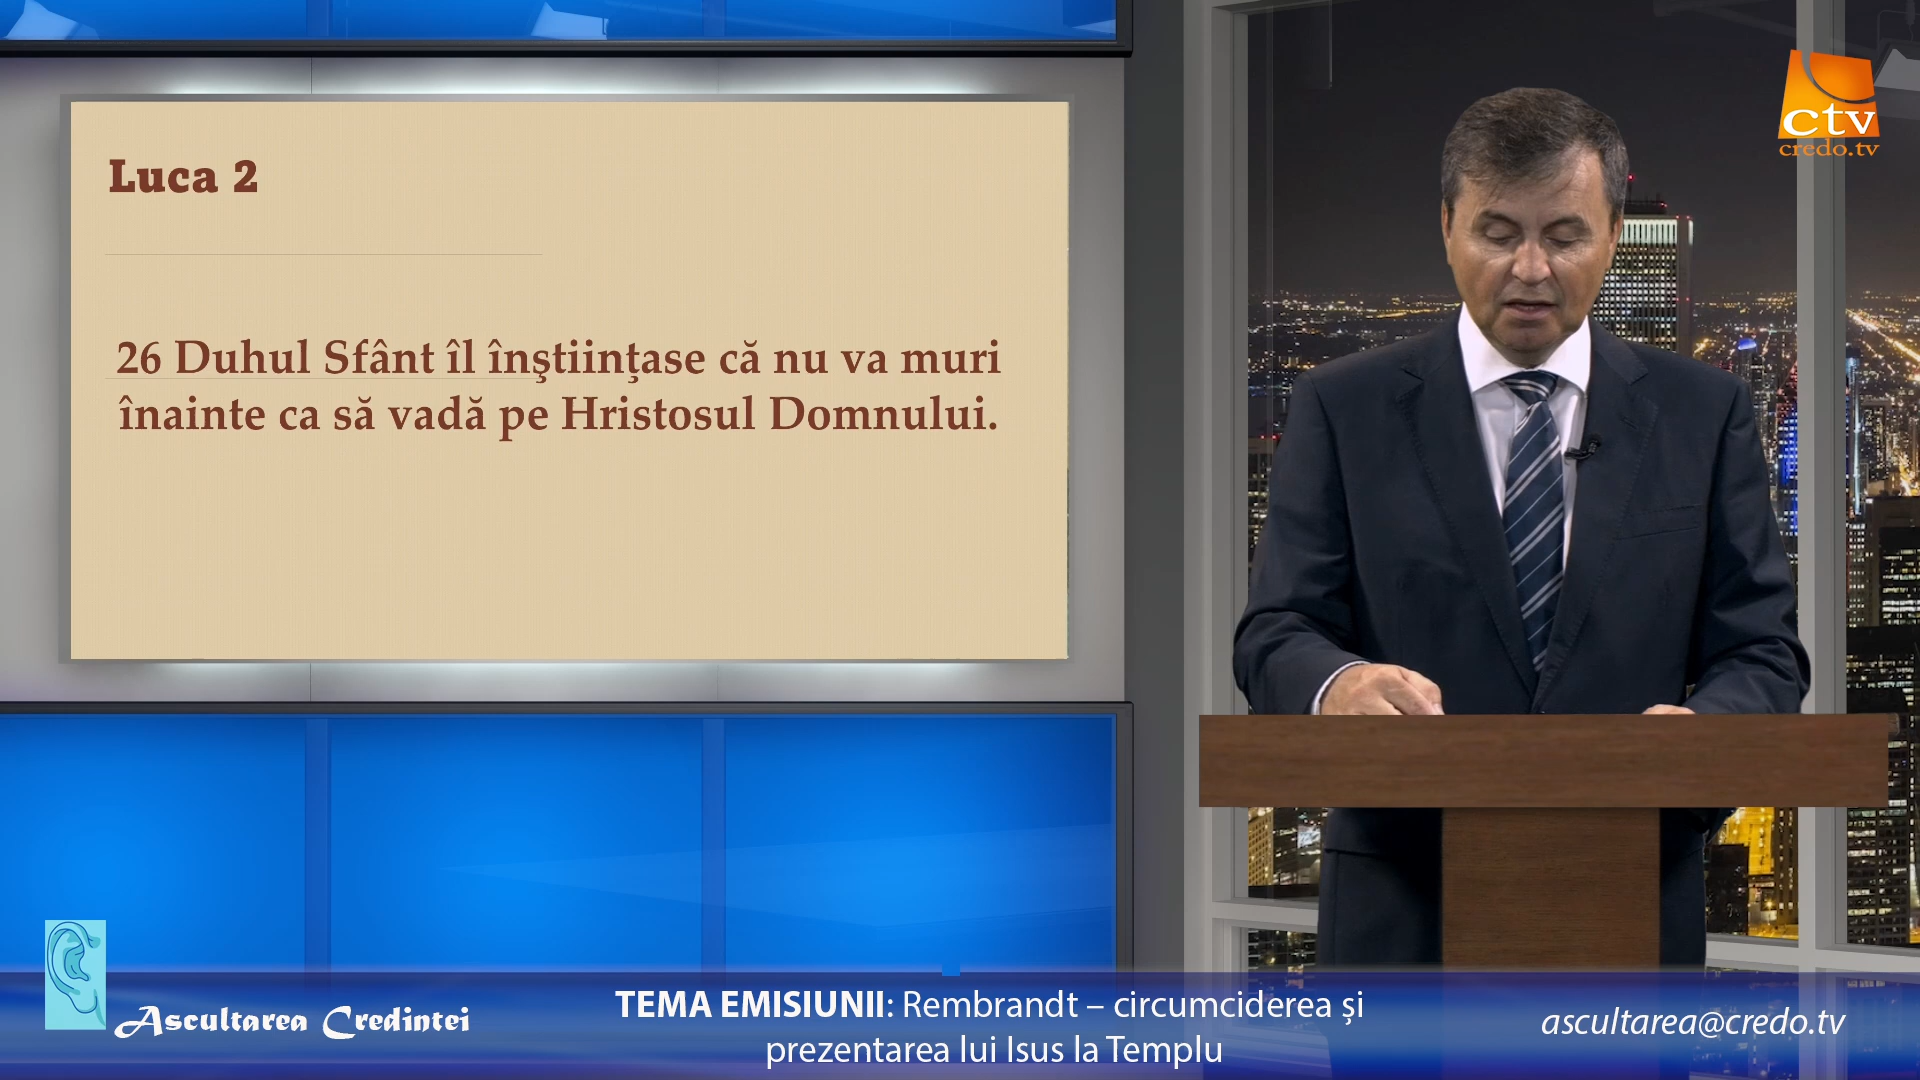 Luca 2
26 Duhul Sfânt îl înştiinţase că nu va muri
înainte ca să vadă pe Hristosul Domnului.
ctv
credo.tv
Ascultarea Credintei
TEMA EMISIUNII: Rembrandt – circumciderea și
prezentarea lui Isus la Templu
ascultarea@credo.tv